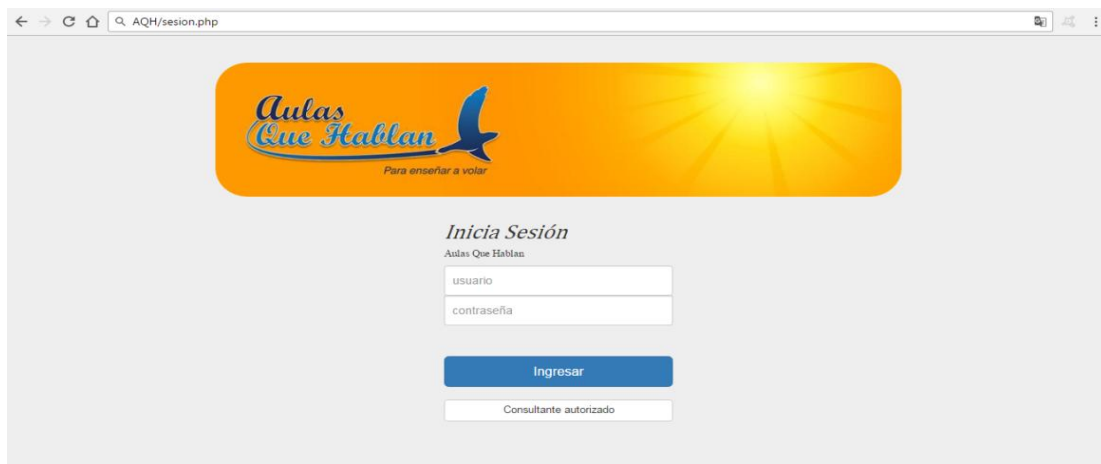 AQH/sesion.php
Aulas
Que Hablan
Para enseñar a volar
Inicia Sesión
Aulas Que Hablan
usuario
contraseña
Ingresar
Consultante autorizado